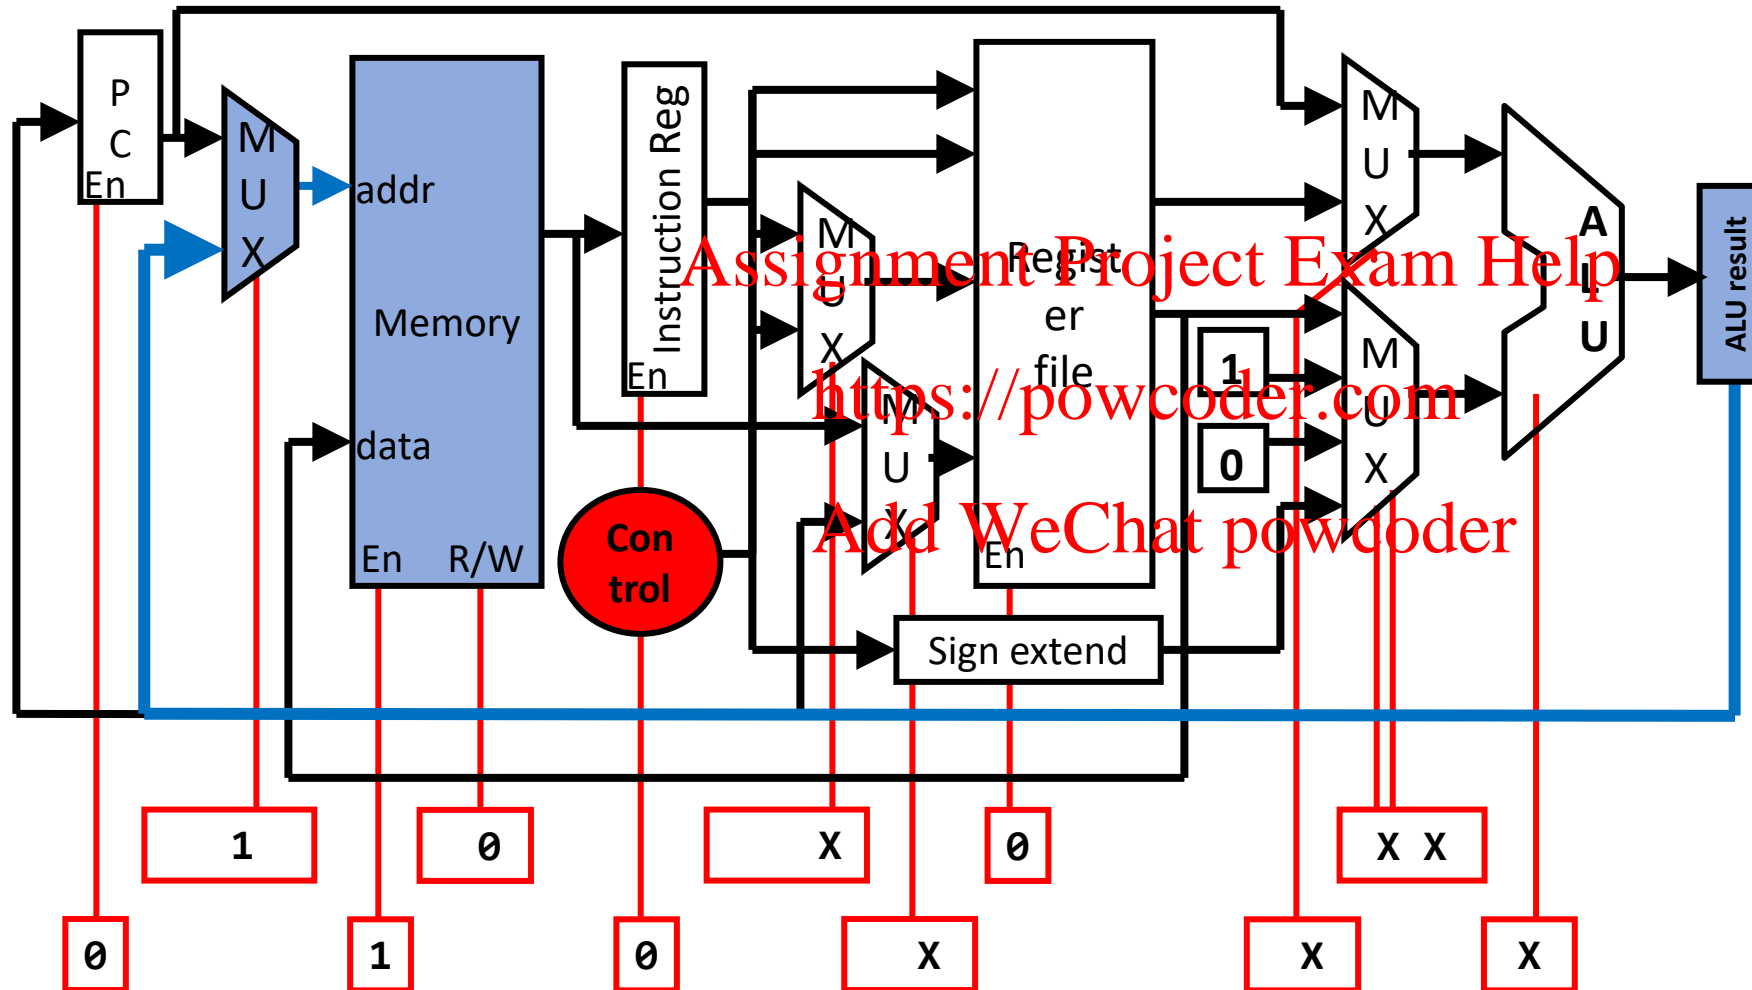 P
C
En
M
U
X
addr
Memory
data
En R/W
Instruction Reg
En
Con
trol
M
U
X
M
U
X
Regist
er
file
En
Sign extend
1
0
M
U
X
M
U
X
A
L
U
ALU result
Assignment Project Exam Help
https://powcoder.com
Add WeChat powcoder
1
0
X
0
X X
0
1
0
X
X
X